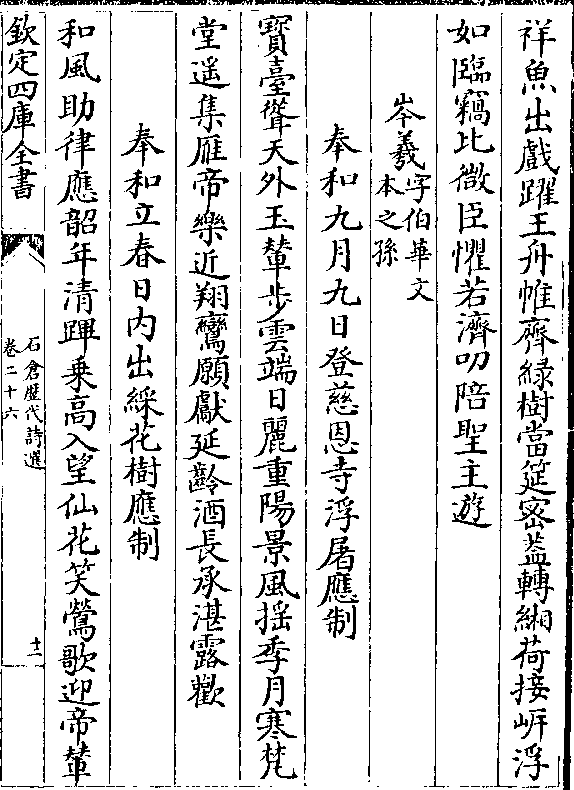 祥魚出戲躍王舟帷齊綠樹當筵密葢轉緗荷接㟁浮
如臨竊比微臣懼若濟叨陪聖主遊
岑羲字伯華文
本之孫
奉和九月九日登慈恩寺浮屠應制
寶臺聳天外玉輦步雲端日麗重陽景風揺季月寒梵
堂遥集雁帝樂近翔鸞願獻延齡酒長承湛露歡
奉和立春日内出綵花樹應制
和風助律應韶年清蹕乗高入望仙花笑鶯歌迎帝輦
欽定四庫全書
石倉歴代詩選
卷二十六
十一